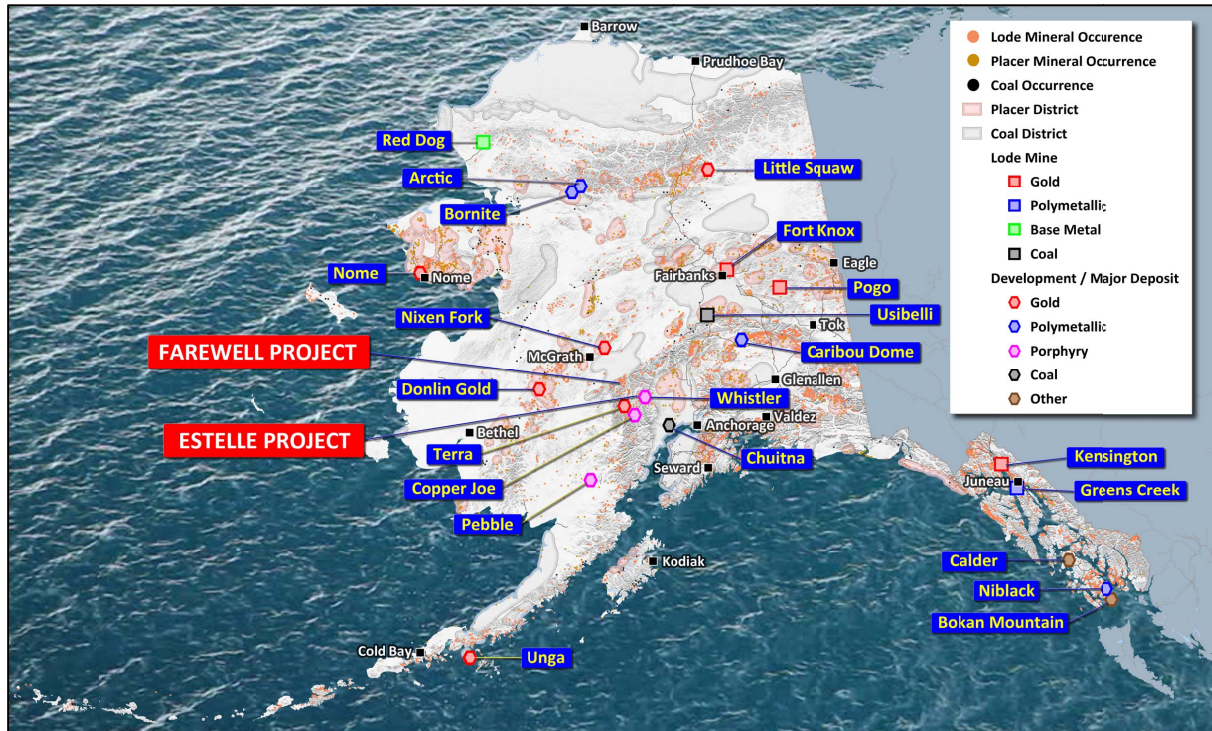 Barrow
Prudhoe Bay
Red Dog
Arctic
Bornite
Little Squaw
Fort Knox
Fairbanks
Eagle
Nome
Nome
Pogo
Nixen Fork
Usibelli
Tok
FAREWELL PROJECT
McGrath
Caribou Dome
Donlin Gold
Glenallen
Whistler
ESTELLE PROJECT
Bethel
Valdez
Anchorage
Terra
Chuitna
Seward
Copper Joe
Pebble
Kensington
Juneau
Greens Creek
Kodiak
Calder
Niblack
Bokan Mountain
Cold Bay
Unga
Lode Mineral Occurence
Placer Mineral Occurrence
Coal Occurrence
Placer District
Coal District
Lode Mine
Gold
Polymetallic
Base Metal
Coal
Development / Major Deposit
Gold
Polymetallic
Porphyry
Coal
Other